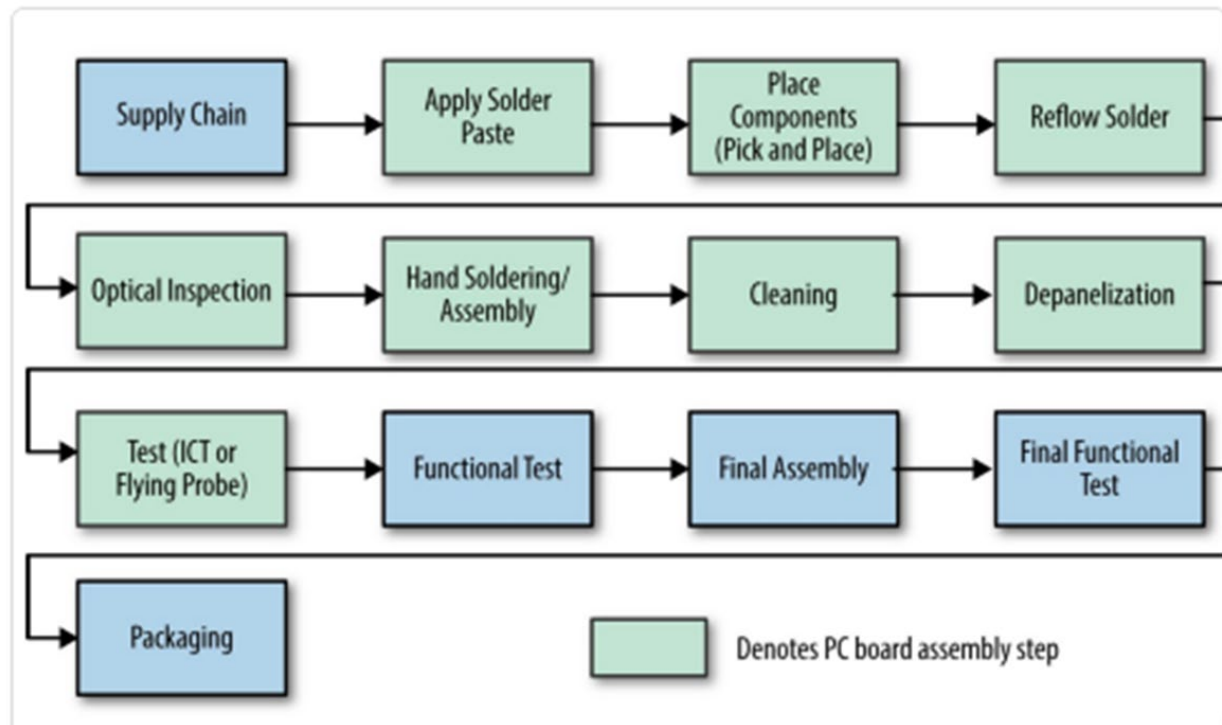 Supply Chain
Apply Solder
Paste
Place
Components
(Pick and Place)
Reflow Solder
Optical Inspection
Hand Soldering/
Assembly
Cleaning
Depanelization
Test (ICT or
Flying Probe)
Functional Test
Final Assembly
Final Functional
Test
Packaging
Denotes PC board assembly step